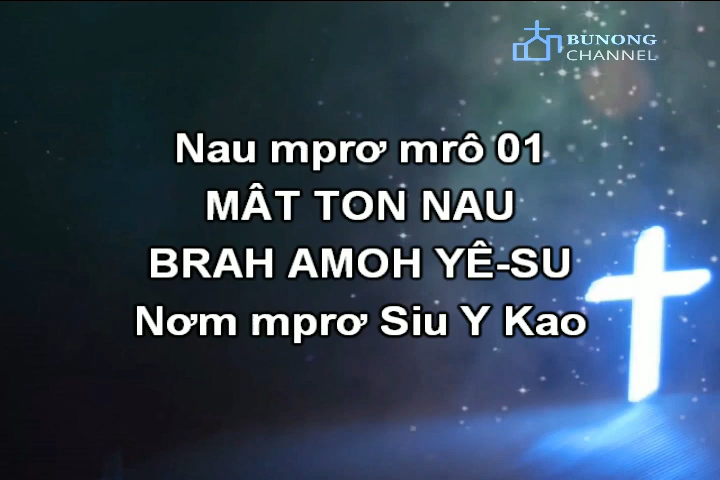 BUNONG
CHANNEL
Nau mprơ mrô 01
MÂT TON NAU
BRAH AMOH YÊ-SU
Nơm mprơ Siu Y Kao